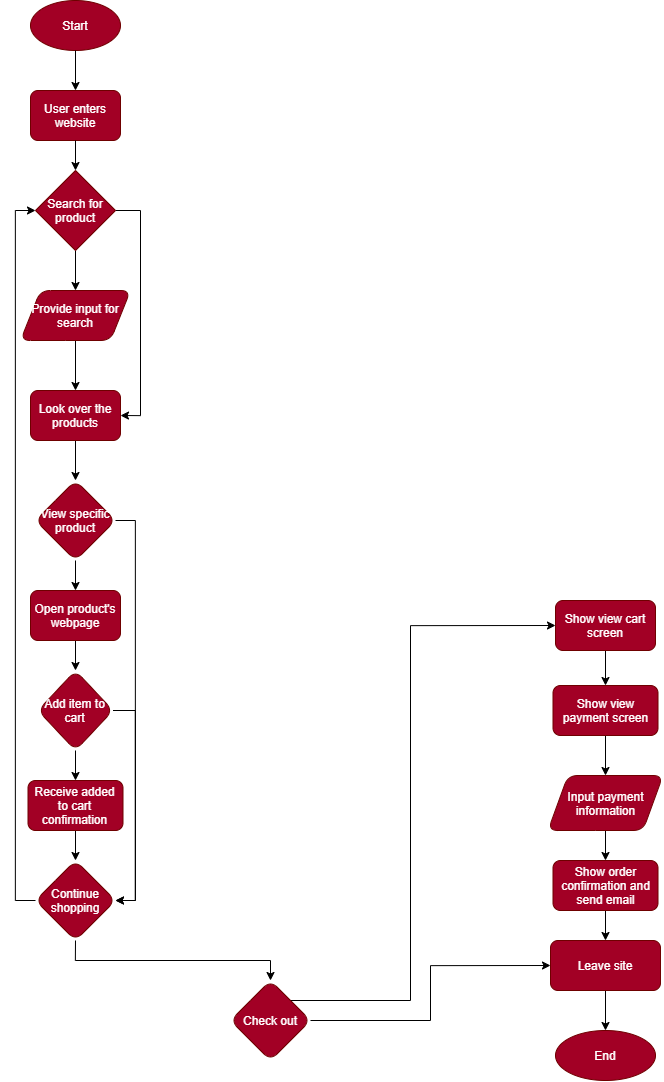 Start
User enters
website
Search for
product
Provide input for
search
Look over the
products
View specific
product
Open product's
webpage
Add item to
cart
Receive added
to cart
confirmation
Continue
shopping
Check out
Show view cart
screen
Show view
payment screen
Input payment
information
Show order
confirmation and
send email
Leave site
End